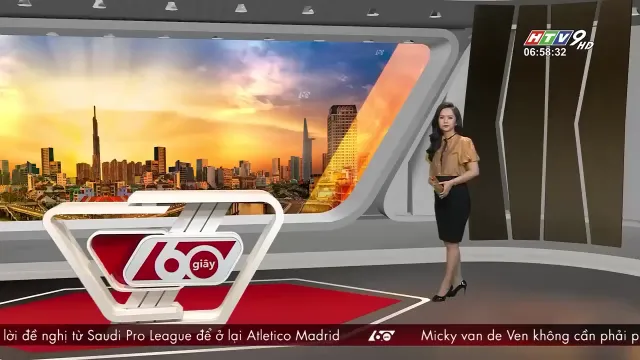 HTV9 HD
06:58:32
60 giây
lời đề nghị từ Saudi Pro League để ở lại Atletico Madrid 60 Micky van de Ven không cần phải p